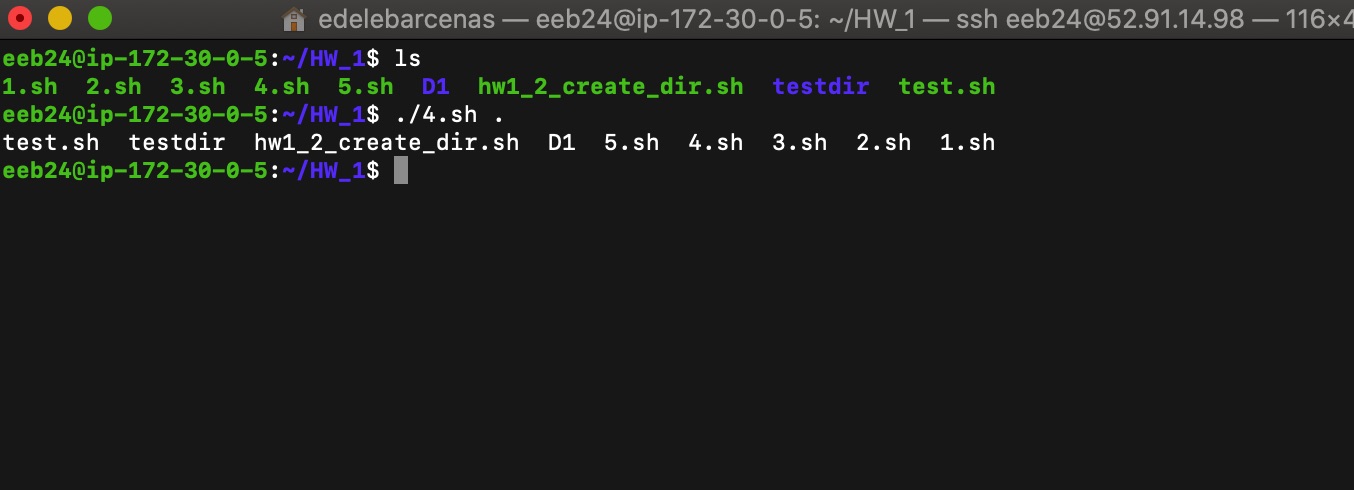 edelebarcenas — eeb24@ip-172-30-0-5: ~/HW_1 — ssh eeb24@52.91.14.98 — 116×4
eeb24@ip-172-30-0-5:~/HW_1$ ls
1.sh  2.sh  3.sh  4.sh  5.sh  D1  hw1_2_create_dir.sh  testdir  test.sh
eeb24@ip-172-30-0-5:~/HW_1$ ./4.sh .
test.sh  testdir  hw1_2_create_dir.sh  D1  5.sh  4.sh  3.sh  2.sh  1.sh
eeb24@ip-172-30-0-5:~/HW_1$